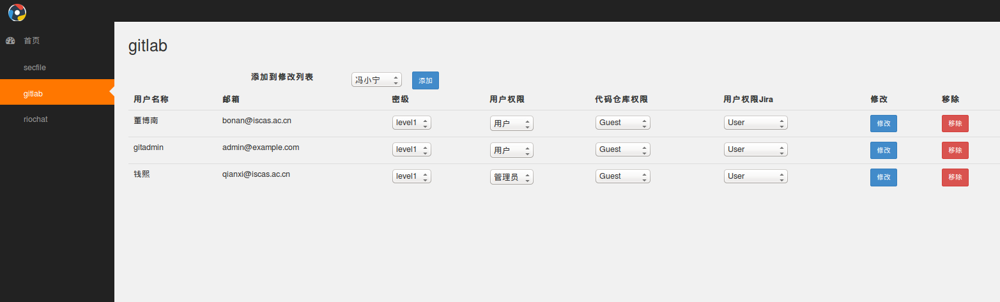 首页
secfile
gitlab
riochat
gitlab
添加到修改列表 冯小宁 添加
用户名称 邮箱 密级 用户权限 代码仓库权限 用户权限Jira 修改 移除
董博南 bonan@iscas.ac.cn level1 用户 Guest User 修改 移除
gitadmin admin@example.com level1 用户 Guest User 修改 移除
钱熙 qianxi@iscas.ac.cn level1 管理员 Guest User 修改 移除